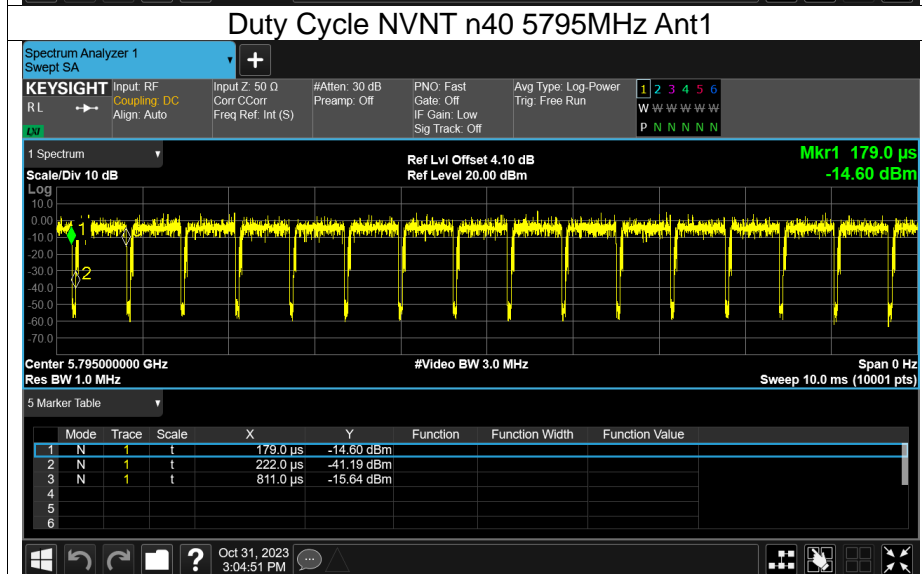 Duty Cycle NVNT n40 5795MHz Ant1
Spectrum Analyzer 1
Swept SA
+
KEYSIGHT
R L
LXI
Input: RF
Coupling: DC
Align: Auto
Input Z: 50 Ω
Corr CCorr
Freq Ref: Int (S)
#Atten: 30 dB
Preamp: Off
PNO: Fast
Gate: Off
IF Gain: Low
Sig Track: Off
Avg Type: Log-Power
Trig: Free Run
1 2 3 4 5 6
W W W W W W
P N N N N N
1 Spectrum
Scale/Div 10 dB
Ref Lvl Offset 4.10 dB
Ref Level 20.00 dBm
Mkr1 179.0 µs
-14.60 dBm
Log
10.0
0.00
-10.0
-20.0
-30.0
-40.0
-50.0
-60.0
-70.0
1
2
Center 5.795000000 GHz
Res BW 1.0 MHz
#Video BW 3.0 MHz
Span 0 Hz
Sweep 10.0 ms (10001 pts)
5 Marker Table
Mode Trace Scale X Y Function Function Width Function Value
1 N 1 t 179.0 µs -14.60 dBm
2 N 1 t 222.0 µs -41.19 dBm
3 N 1 t 811.0 µs -15.64 dBm
4
5
6
?
Oct 31, 2023
3:04:51 PM